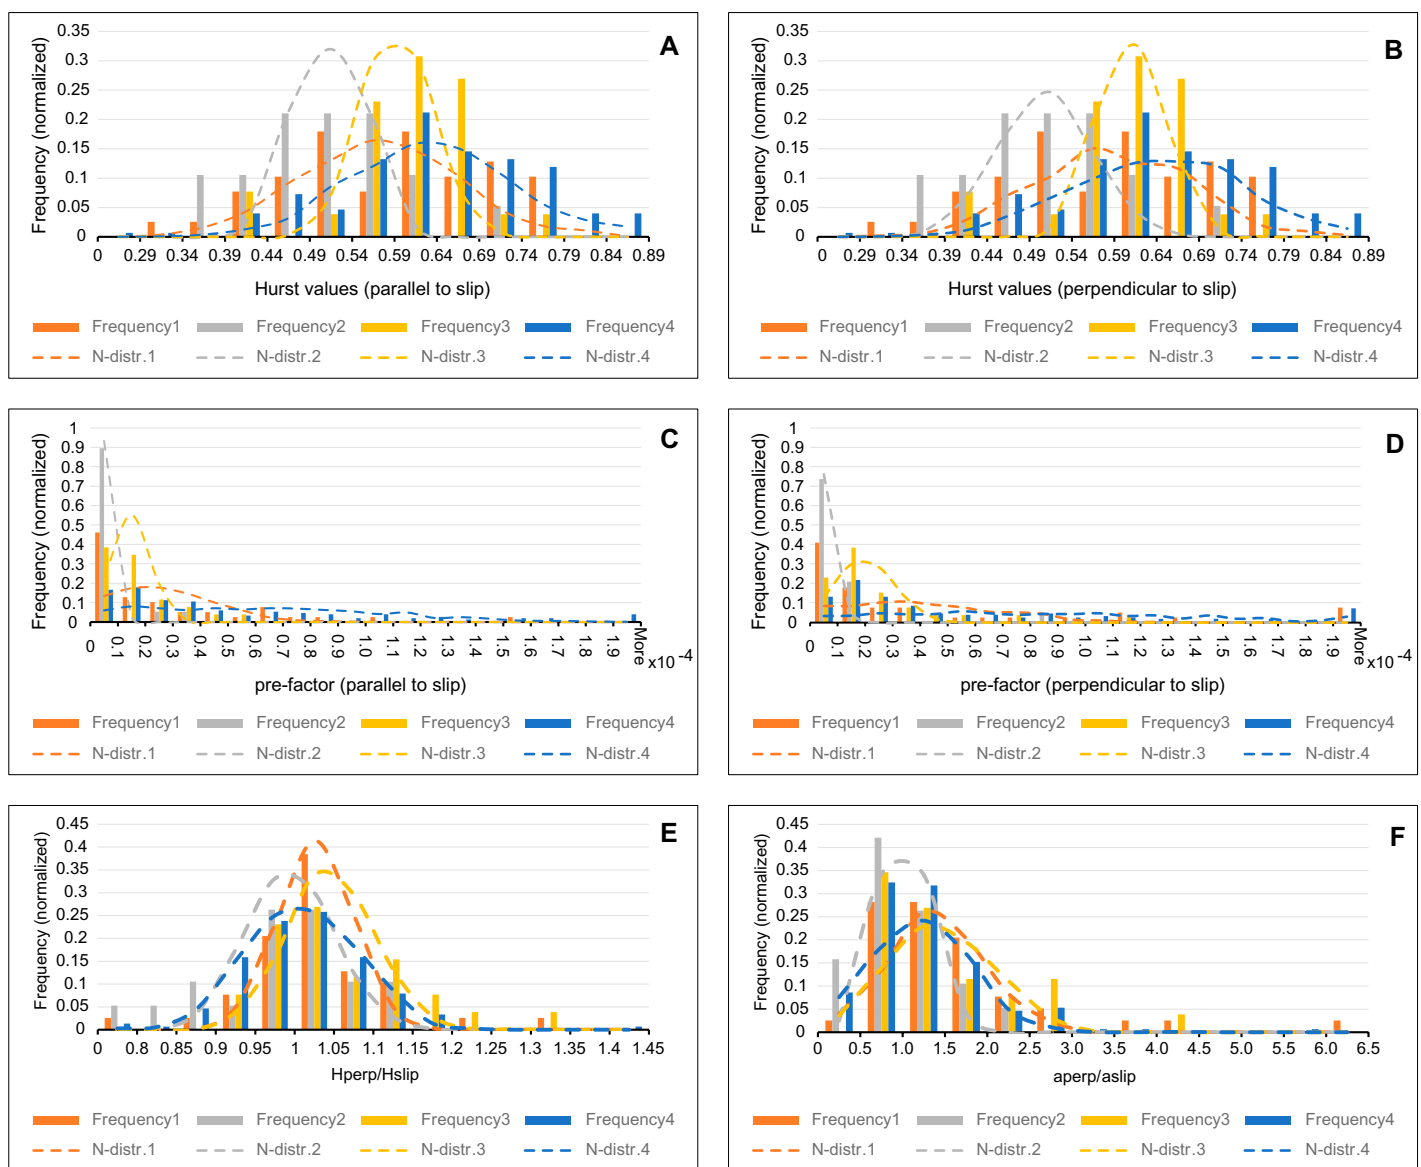 A
Frequency (normalized)
0.35
0.3
0.25
0.2
0.15
0.1
0.05
0
0 0.29 0.34 0.39 0.44 0.49 0.54 0.59 0.64 0.69 0.74 0.79 0.84 0.89
Hurst values (parallel to slip)
Frequency1 Frequency2 Frequency3 Frequency4
N-distr.1 N-distr.2 N-distr.3 N-distr.4
B
Frequency (normalized)
0.35
0.3
0.25
0.2
0.15
0.1
0.05
0
0 0.29 0.34 0.39 0.44 0.49 0.54 0.59 0.64 0.69 0.74 0.79 0.84 0.89
Hurst values (perpendicular to slip)
Frequency1 Frequency2 Frequency3 Frequency4
N-distr.1 N-distr.2 N-distr.3 N-distr.4
C
Frequency (normalized)
1
0.9
0.8
0.7
0.6
0.5
0.4
0.3
0.2
0.1
0
0 0.1 0.2 0.3 0.4 0.5 0.6 0.7 0.8 0.9 1.0 1.1 1.2 1.3 1.4 1.5 1.6 1.7 1.8 1.9 More
x10 -4
pre-factor (parallel to slip)
Frequency1 Frequency2 Frequency3 Frequency4
N-distr.1 N-distr.2 N-distr.3 N-distr.4
D
Frequency (normalized)
1
0.9
0.8
0.7
0.6
0.5
0.4
0.3
0.2
0.1
0
0 0.1 0.2 0.3 0.4 0.5 0.6 0.7 0.8 0.9 1.0 1.1 1.2 1.3 1.4 1.5 1.6 1.7 1.8 1.9 More
x10 -4
pre-factor (perpendicular to slip)
Frequency1 Frequency2 Frequency3 Frequency4
N-distr.1 N-distr.2 N-distr.3 N-distr.4
E
Frequency (normalized)
0.45
0.4
0.35
0.3
0.25
0.2
0.15
0.1
0.05
0
0 0.8 0.85 0.9 0.95 1 1.05 1.1 1.15 1.2 1.25 1.3 1.35 1.4 1.45
Hperp/Hslip
Frequency1 Frequency2 Frequency3 Frequency4
N-distr.1 N-distr.2 N-distr.3 N-distr.4
F
Frequency (normalized)
0.45
0.4
0.35
0.3
0.25
0.2
0.15
0.1
0.05
0
0 0.5 1.0 1.5 2.0 2.5 3.0 3.5 4.0 4.5 5.0 5.5 6.0 6.5
aperp/aslip
Frequency1 Frequency2 Frequency3 Frequency4
N-distr.1 N-distr.2 N-distr.3 N-distr.4